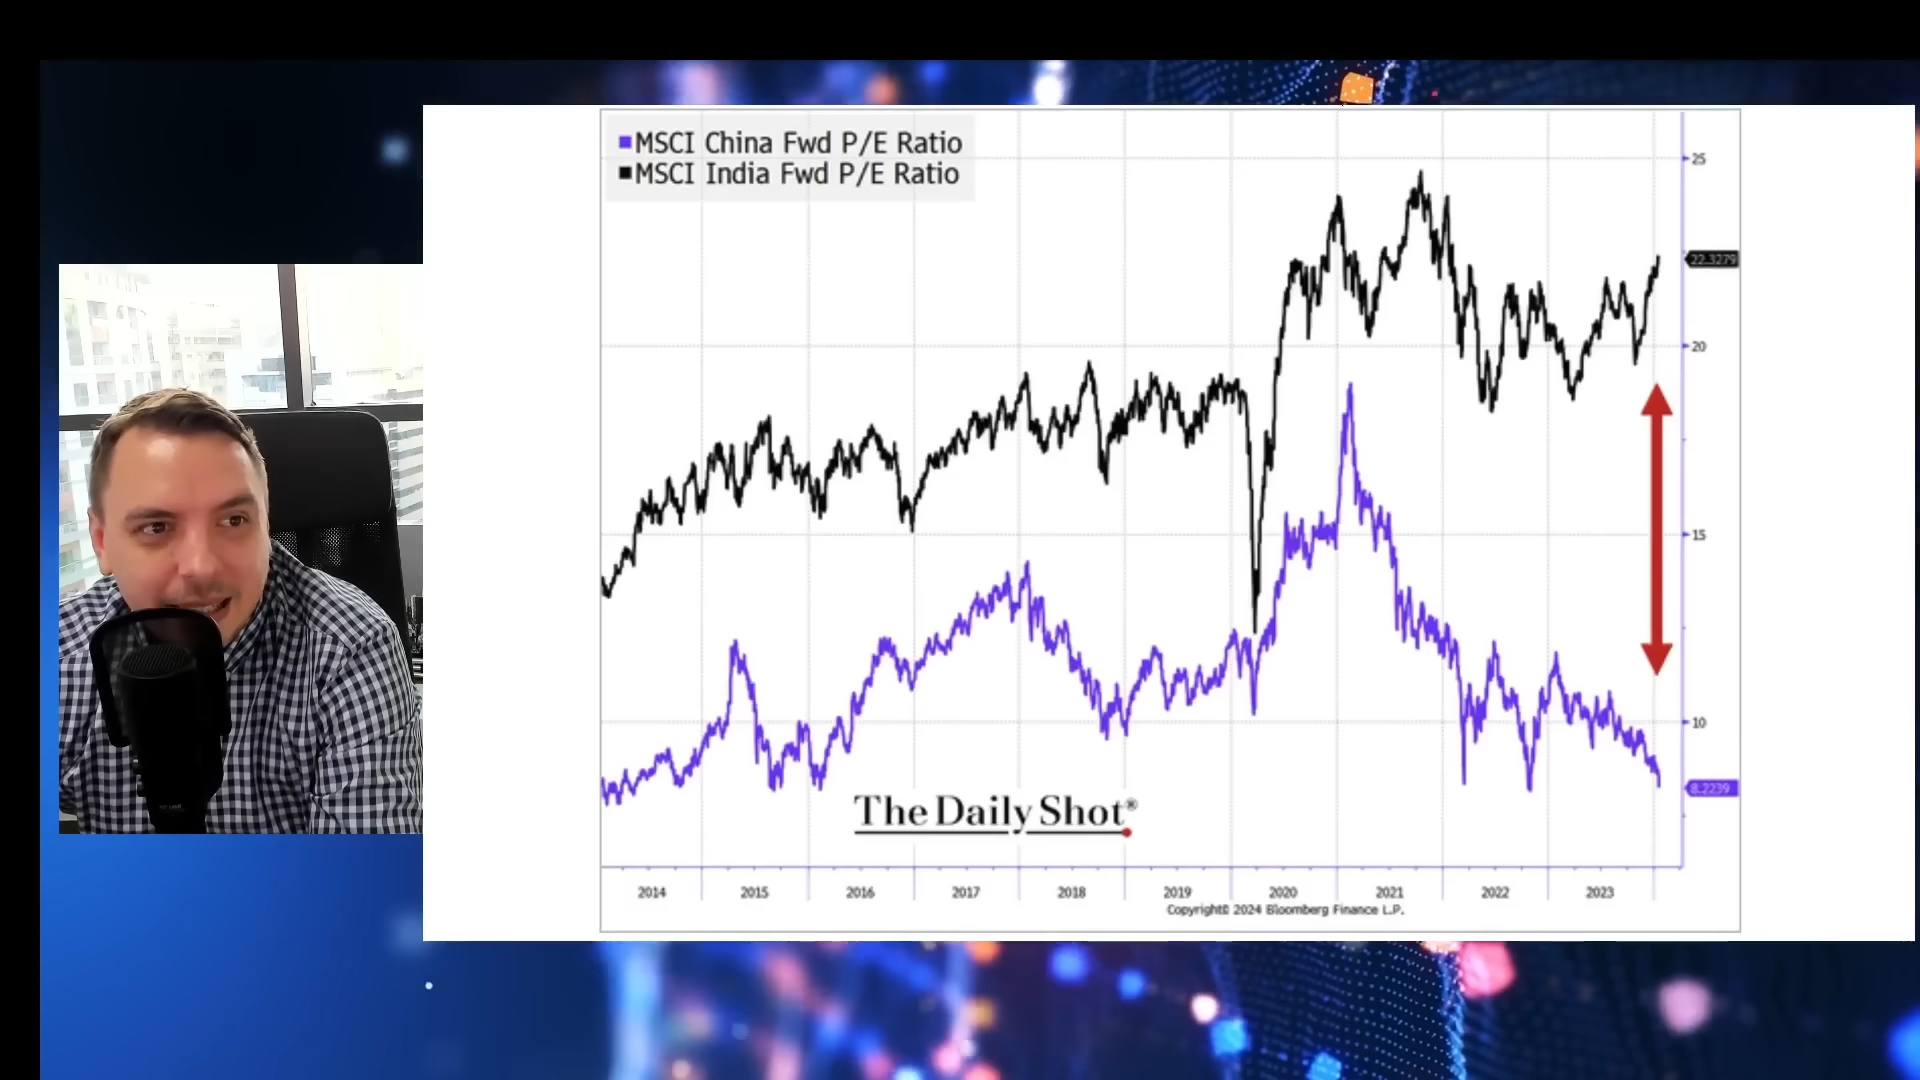 MSCI China Fwd P/E Ratio
MSCI India Fwd P/E Ratio
25
22.3279
20
15
10
8.2239
The Daily Shot®
2014 2015 2016 2017 2018 2019 2020 2021 2022 2023
Copyright© 2024 Bloomberg Finance L.P.